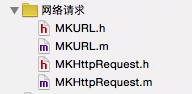 网络请求
h MKURL.h
m MKURL.m
h MKHttpRequest.h
m MKHttpRequest.m